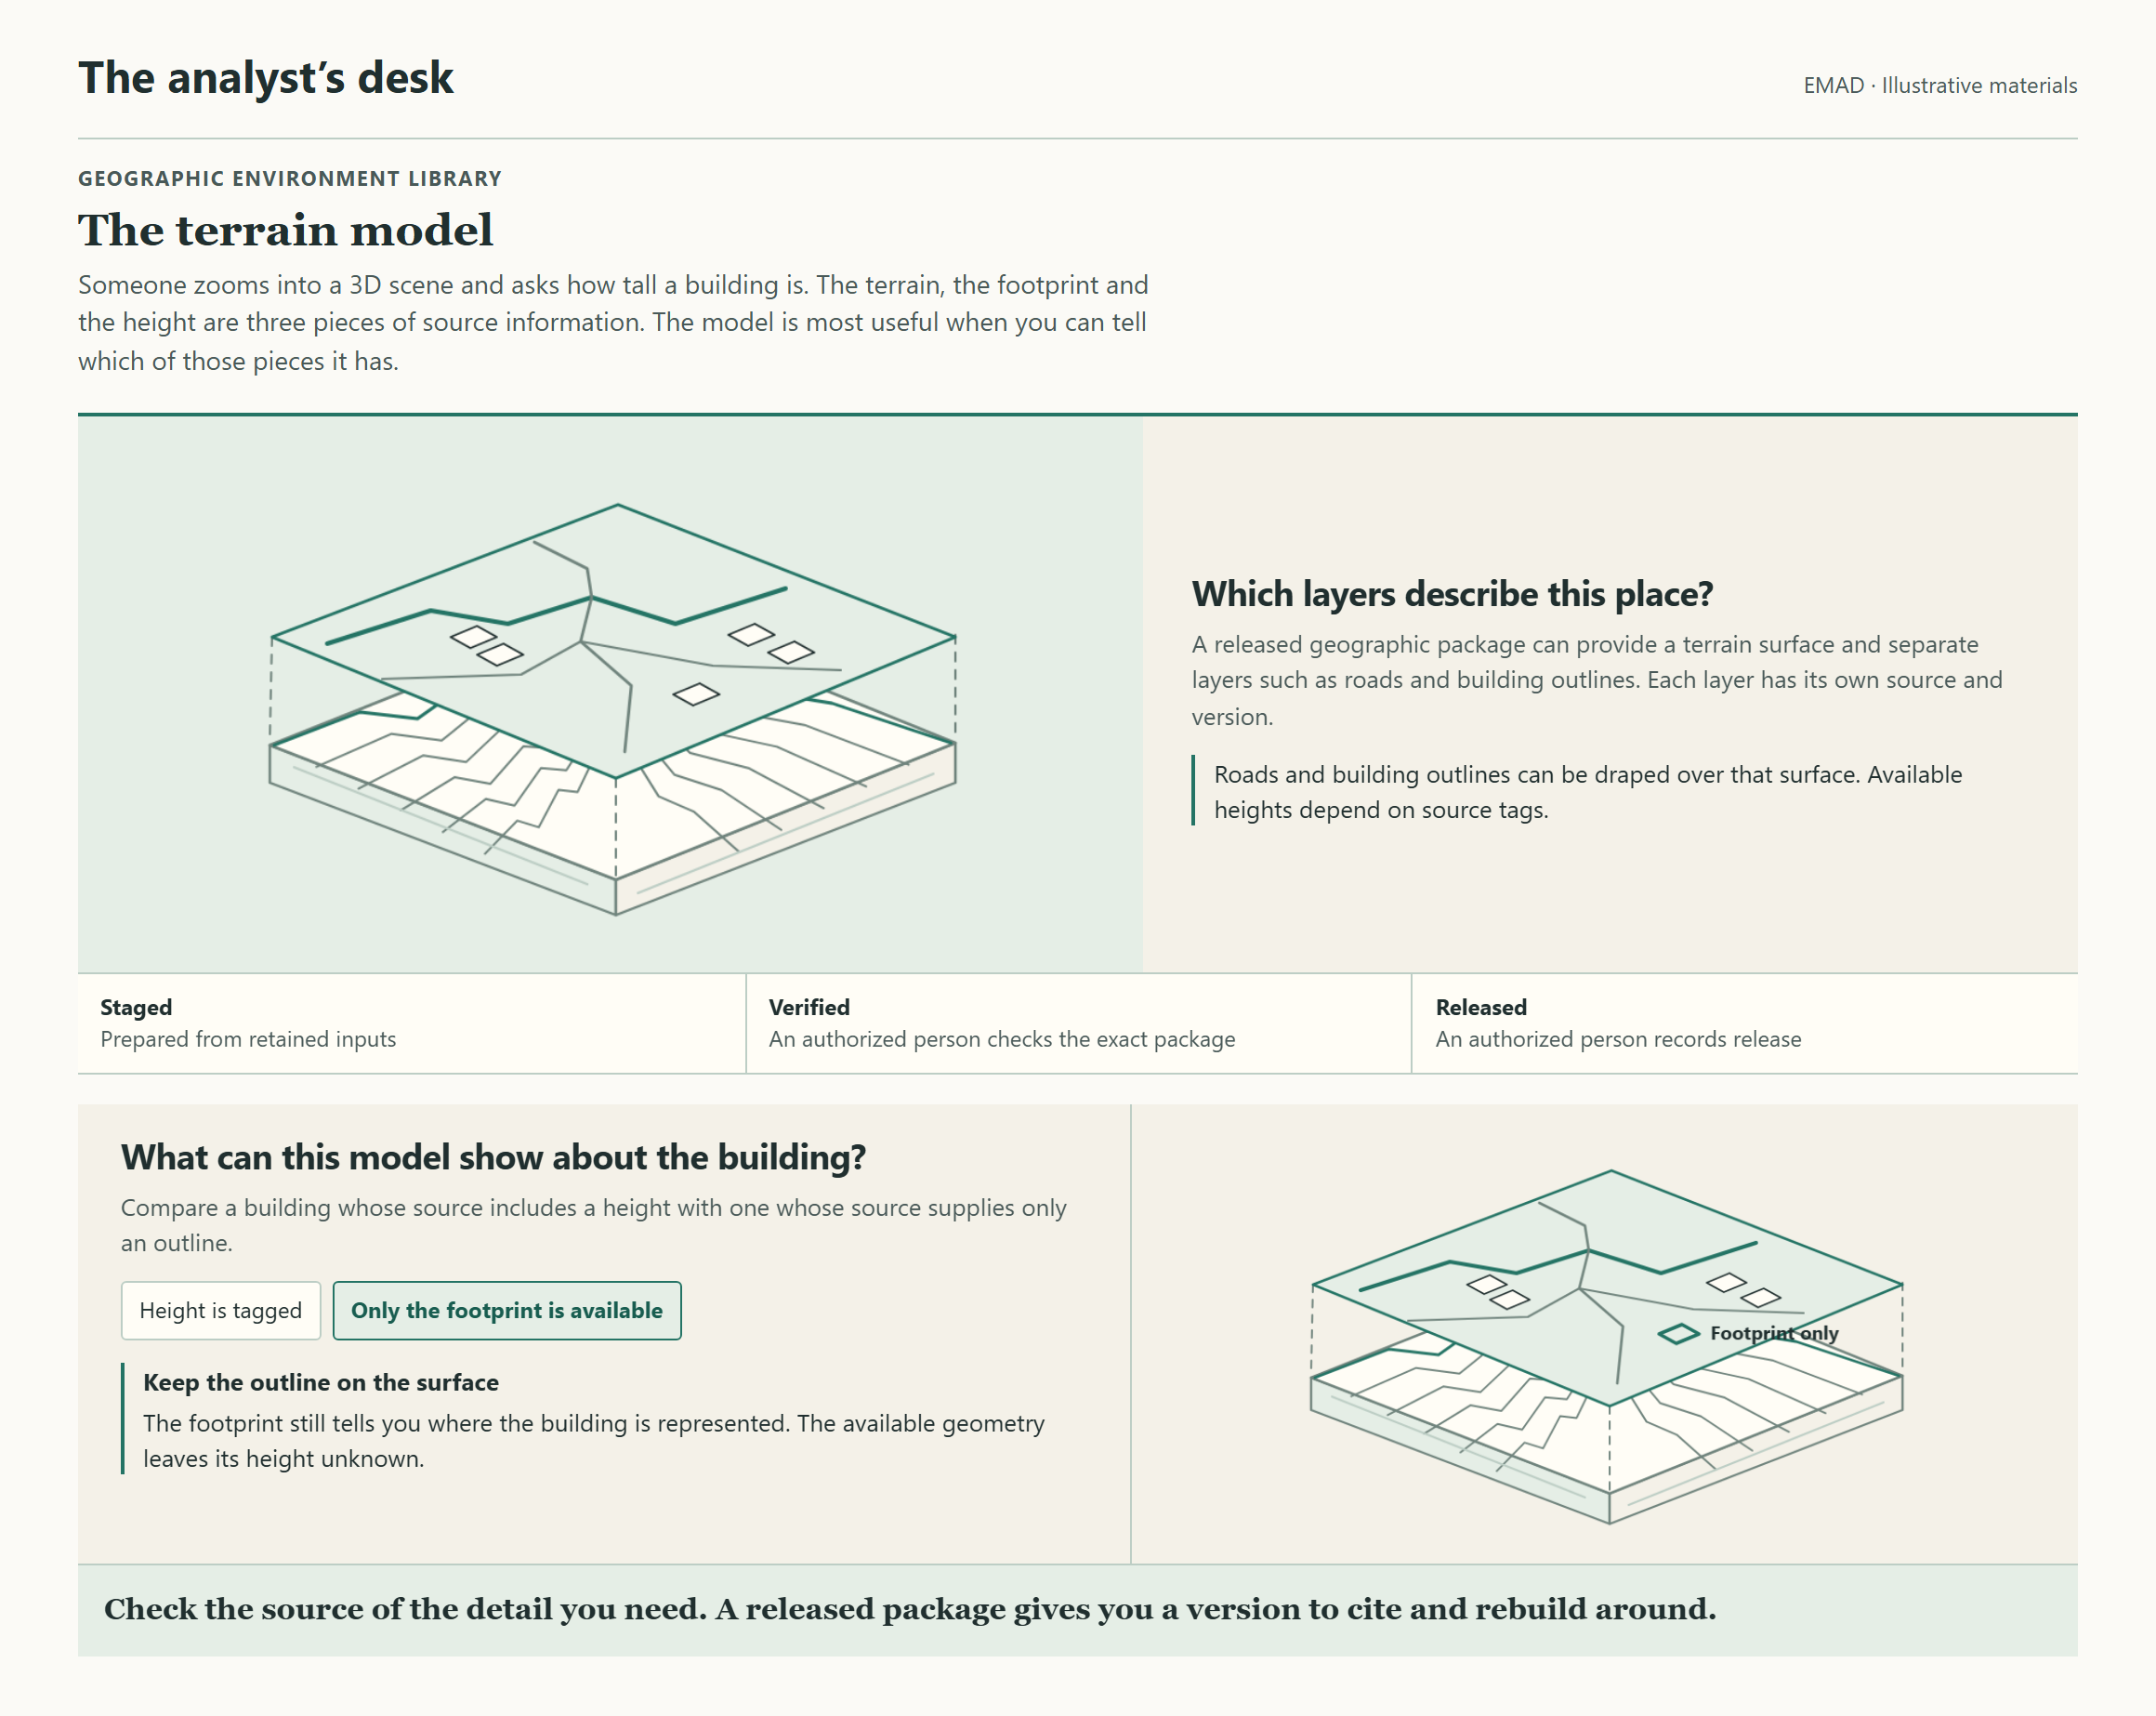 The analyst’s desk
EMAD · Illustrative materials
GEOGRAPHIC ENVIRONMENT LIBRARY
The terrain model
Someone zooms into a 3D scene and asks how tall a building is. The terrain, the footprint and
the height are three pieces of source information. The model is most useful when you can tell
which of those pieces it has.
Which layers describe this place?
A released geographic package can provide a terrain surface and separate
layers such as roads and building outlines. Each layer has its own source and
version.
Roads and building outlines can be draped over that surface. Available
heights depend on source tags.
Staged
Prepared from retained inputs
Verified
An authorized person checks the exact package
Released
An authorized person records release
What can this model show about the building?
Compare a building whose source includes a height with one whose source supplies only
an outline.
Height is tagged
Only the footprint is available
Keep the outline on the surface
The footprint still tells you where the building is represented. The available geometry
leaves its height unknown.
Footprint only
Check the source of the detail you need. A released package gives you a version to cite and rebuild around.